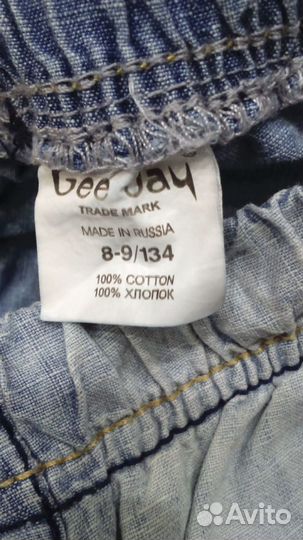 Gee Jay
TRADE MARK
MADE IN RUSSIA
8-9/134
100% COTTON
100% ХЛОПОК
Avito